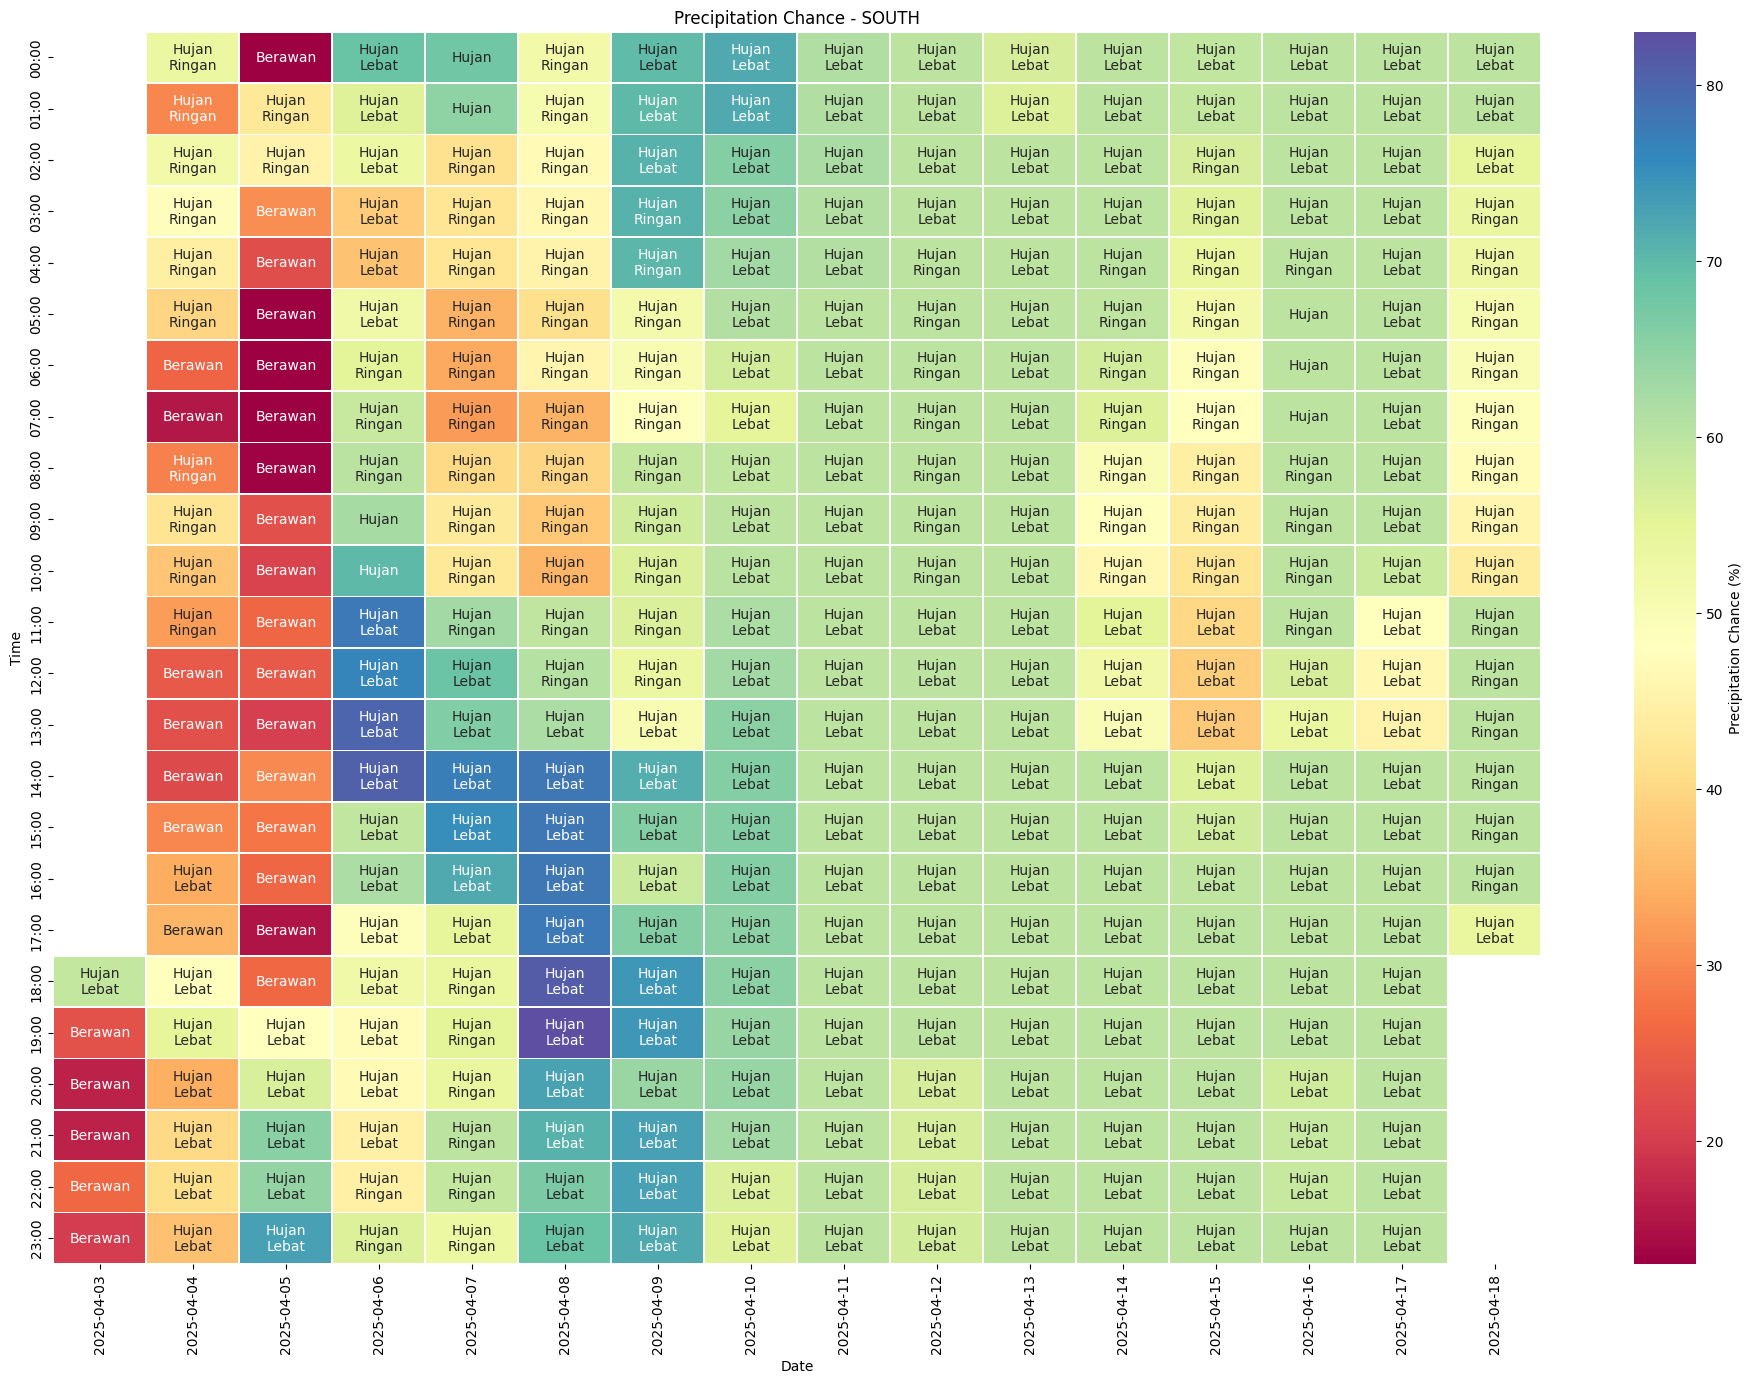 Precipitation Chance - SOUTH
00:00 Hujan Ringan Berawan Hujan Lebat Hujan Hujan Ringan Hujan Lebat Hujan Lebat Hujan Lebat Hujan Lebat Hujan Lebat Hujan Lebat Hujan Lebat Hujan Lebat Hujan Lebat Hujan Lebat
01:00 Hujan Ringan Hujan Ringan Hujan Lebat Hujan Hujan Ringan Hujan Lebat Hujan Lebat Hujan Lebat Hujan Lebat Hujan Lebat Hujan Lebat Hujan Lebat Hujan Lebat Hujan Lebat Hujan Lebat
02:00 Hujan Ringan Hujan Ringan Hujan Lebat Hujan Ringan Hujan Ringan Hujan Lebat Hujan Lebat Hujan Lebat Hujan Lebat Hujan Lebat Hujan Lebat Hujan Ringan Hujan Lebat Hujan Lebat Hujan Lebat
03:00 Hujan Ringan Berawan Hujan Lebat Hujan Ringan Hujan Ringan Hujan Ringan Hujan Lebat Hujan Lebat Hujan Lebat Hujan Lebat Hujan Lebat Hujan Ringan Hujan Lebat Hujan Lebat Hujan Ringan
04:00 Hujan Ringan Berawan Hujan Lebat Hujan Ringan Hujan Ringan Hujan Ringan Hujan Lebat Hujan Lebat Hujan Ringan Hujan Lebat Hujan Ringan Hujan Ringan Hujan Ringan Hujan Lebat Hujan Ringan
05:00 Hujan Ringan Berawan Hujan Lebat Hujan Ringan Hujan Ringan Hujan Ringan Hujan Lebat Hujan Lebat Hujan Ringan Hujan Lebat Hujan Ringan Hujan Ringan Hujan Hujan Lebat Hujan Ringan
06:00 Berawan Berawan Hujan Ringan Hujan Ringan Hujan Ringan Hujan Ringan Hujan Lebat Hujan Lebat Hujan Ringan Hujan Lebat Hujan Ringan Hujan Ringan Hujan Hujan Lebat Hujan Ringan
07:00 Berawan Berawan Hujan Ringan Hujan Ringan Hujan Ringan Hujan Ringan Hujan Lebat Hujan Lebat Hujan Ringan Hujan Lebat Hujan Ringan Hujan Ringan Hujan Hujan Lebat Hujan Ringan
08:00 Hujan Ringan Berawan Hujan Ringan Hujan Ringan Hujan Ringan Hujan Ringan Hujan Lebat Hujan Lebat Hujan Ringan Hujan Lebat Hujan Ringan Hujan Ringan Hujan Ringan Hujan Lebat Hujan Ringan
09:00 Hujan Ringan Berawan Hujan Hujan Ringan Hujan Ringan Hujan Ringan Hujan Lebat Hujan Lebat Hujan Ringan Hujan Lebat Hujan Ringan Hujan Ringan Hujan Ringan Hujan Lebat Hujan Ringan
10:00 Hujan Ringan Berawan Hujan Hujan Ringan Hujan Ringan Hujan Ringan Hujan Lebat Hujan Lebat Hujan Ringan Hujan Lebat Hujan Ringan Hujan Ringan Hujan Ringan Hujan Lebat Hujan Ringan
11:00 Hujan Ringan Berawan Hujan Lebat Hujan Ringan Hujan Ringan Hujan Ringan Hujan Lebat Hujan Lebat Hujan Lebat Hujan Lebat Hujan Lebat Hujan Lebat Hujan Ringan Hujan Lebat Hujan Ringan
12:00 Berawan Berawan Hujan Lebat Hujan Lebat Hujan Ringan Hujan Ringan Hujan Lebat Hujan Lebat Hujan Lebat Hujan Lebat Hujan Lebat Hujan Lebat Hujan Lebat Hujan Lebat Hujan Ringan
13:00 Berawan Berawan Hujan Lebat Hujan Lebat Hujan Lebat Hujan Lebat Hujan Lebat Hujan Lebat Hujan Lebat Hujan Lebat Hujan Lebat Hujan Lebat Hujan Lebat Hujan Lebat Hujan Ringan
14:00 Berawan Berawan Hujan Lebat Hujan Lebat Hujan Lebat Hujan Lebat Hujan Lebat Hujan Lebat Hujan Lebat Hujan Lebat Hujan Lebat Hujan Lebat Hujan Lebat Hujan Lebat Hujan Ringan
15:00 Berawan Berawan Hujan Lebat Hujan Lebat Hujan Lebat Hujan Lebat Hujan Lebat Hujan Lebat Hujan Lebat Hujan Lebat Hujan Lebat Hujan Lebat Hujan Lebat Hujan Lebat Hujan Ringan
16:00 Hujan Lebat Berawan Hujan Lebat Hujan Lebat Hujan Lebat Hujan Lebat Hujan Lebat Hujan Lebat Hujan Lebat Hujan Lebat Hujan Lebat Hujan Lebat Hujan Lebat Hujan Lebat Hujan Ringan
17:00 Berawan Berawan Hujan Lebat Hujan Lebat Hujan Lebat Hujan Lebat Hujan Lebat Hujan Lebat Hujan Lebat Hujan Lebat Hujan Lebat Hujan Lebat Hujan Lebat Hujan Lebat Hujan Lebat
18:00 Hujan Lebat Hujan Lebat Berawan Hujan Lebat Hujan Ringan Hujan Lebat Hujan Lebat Hujan Lebat Hujan Lebat Hujan Lebat Hujan Lebat Hujan Lebat Hujan Lebat Hujan Lebat Hujan Lebat
19:00 Berawan Hujan Lebat Hujan Lebat Hujan Lebat Hujan Ringan Hujan Lebat Hujan Lebat Hujan Lebat Hujan Lebat Hujan Lebat Hujan Lebat Hujan Lebat Hujan Lebat Hujan Lebat Hujan Lebat
20:00 Berawan Hujan Lebat Hujan Lebat Hujan Lebat Hujan Ringan Hujan Lebat Hujan Lebat Hujan Lebat Hujan Lebat Hujan Lebat Hujan Lebat Hujan Lebat Hujan Lebat Hujan Lebat Hujan Lebat
21:00 Berawan Hujan Lebat Hujan Lebat Hujan Lebat Hujan Ringan Hujan Lebat Hujan Lebat Hujan Lebat Hujan Lebat Hujan Lebat Hujan Lebat Hujan Lebat Hujan Lebat Hujan Lebat Hujan Lebat
22:00 Berawan Hujan Lebat Hujan Lebat Hujan Ringan Hujan Ringan Hujan Lebat Hujan Lebat Hujan Lebat Hujan Lebat Hujan Lebat Hujan Lebat Hujan Lebat Hujan Lebat Hujan Lebat Hujan Lebat
23:00 Berawan Hujan Lebat Hujan Lebat Hujan Ringan Hujan Ringan Hujan Lebat Hujan Lebat Hujan Lebat Hujan Lebat Hujan Lebat Hujan Lebat Hujan Lebat Hujan Lebat Hujan Lebat Hujan Lebat
Time
2025-04-03 2025-04-04 2025-04-05 2025-04-06 2025-04-07 2025-04-08 2025-04-09 2025-04-10 2025-04-11 2025-04-12 2025-04-13 2025-04-14 2025-04-15 2025-04-16 2025-04-17 2025-04-18
Date
80
70
60
50
40
30
20
Precipitation Chance (%)